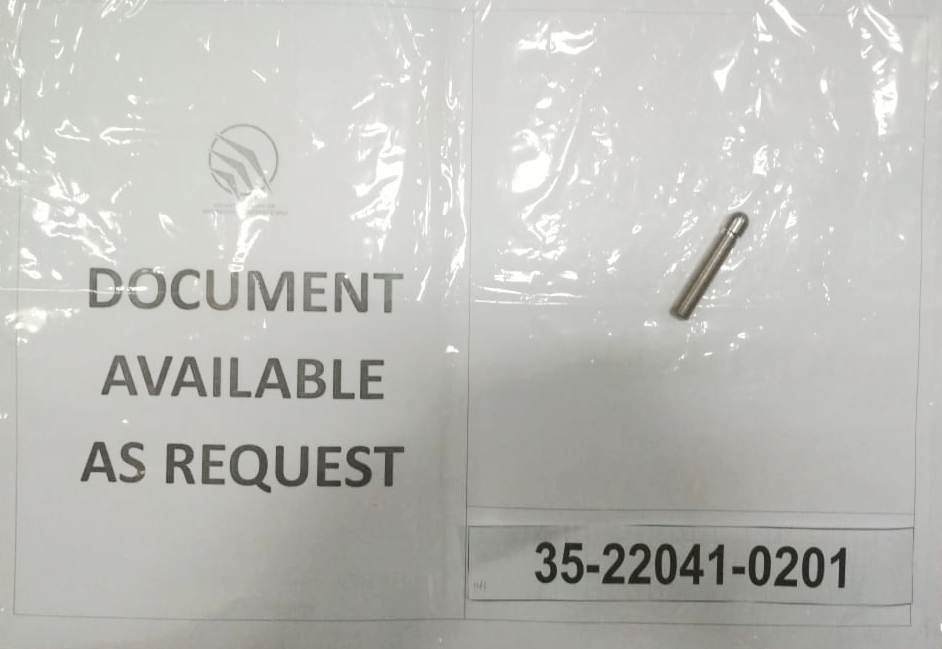 DOCUMENT
AVAILABLE
AS REQUEST
35-22041-0201